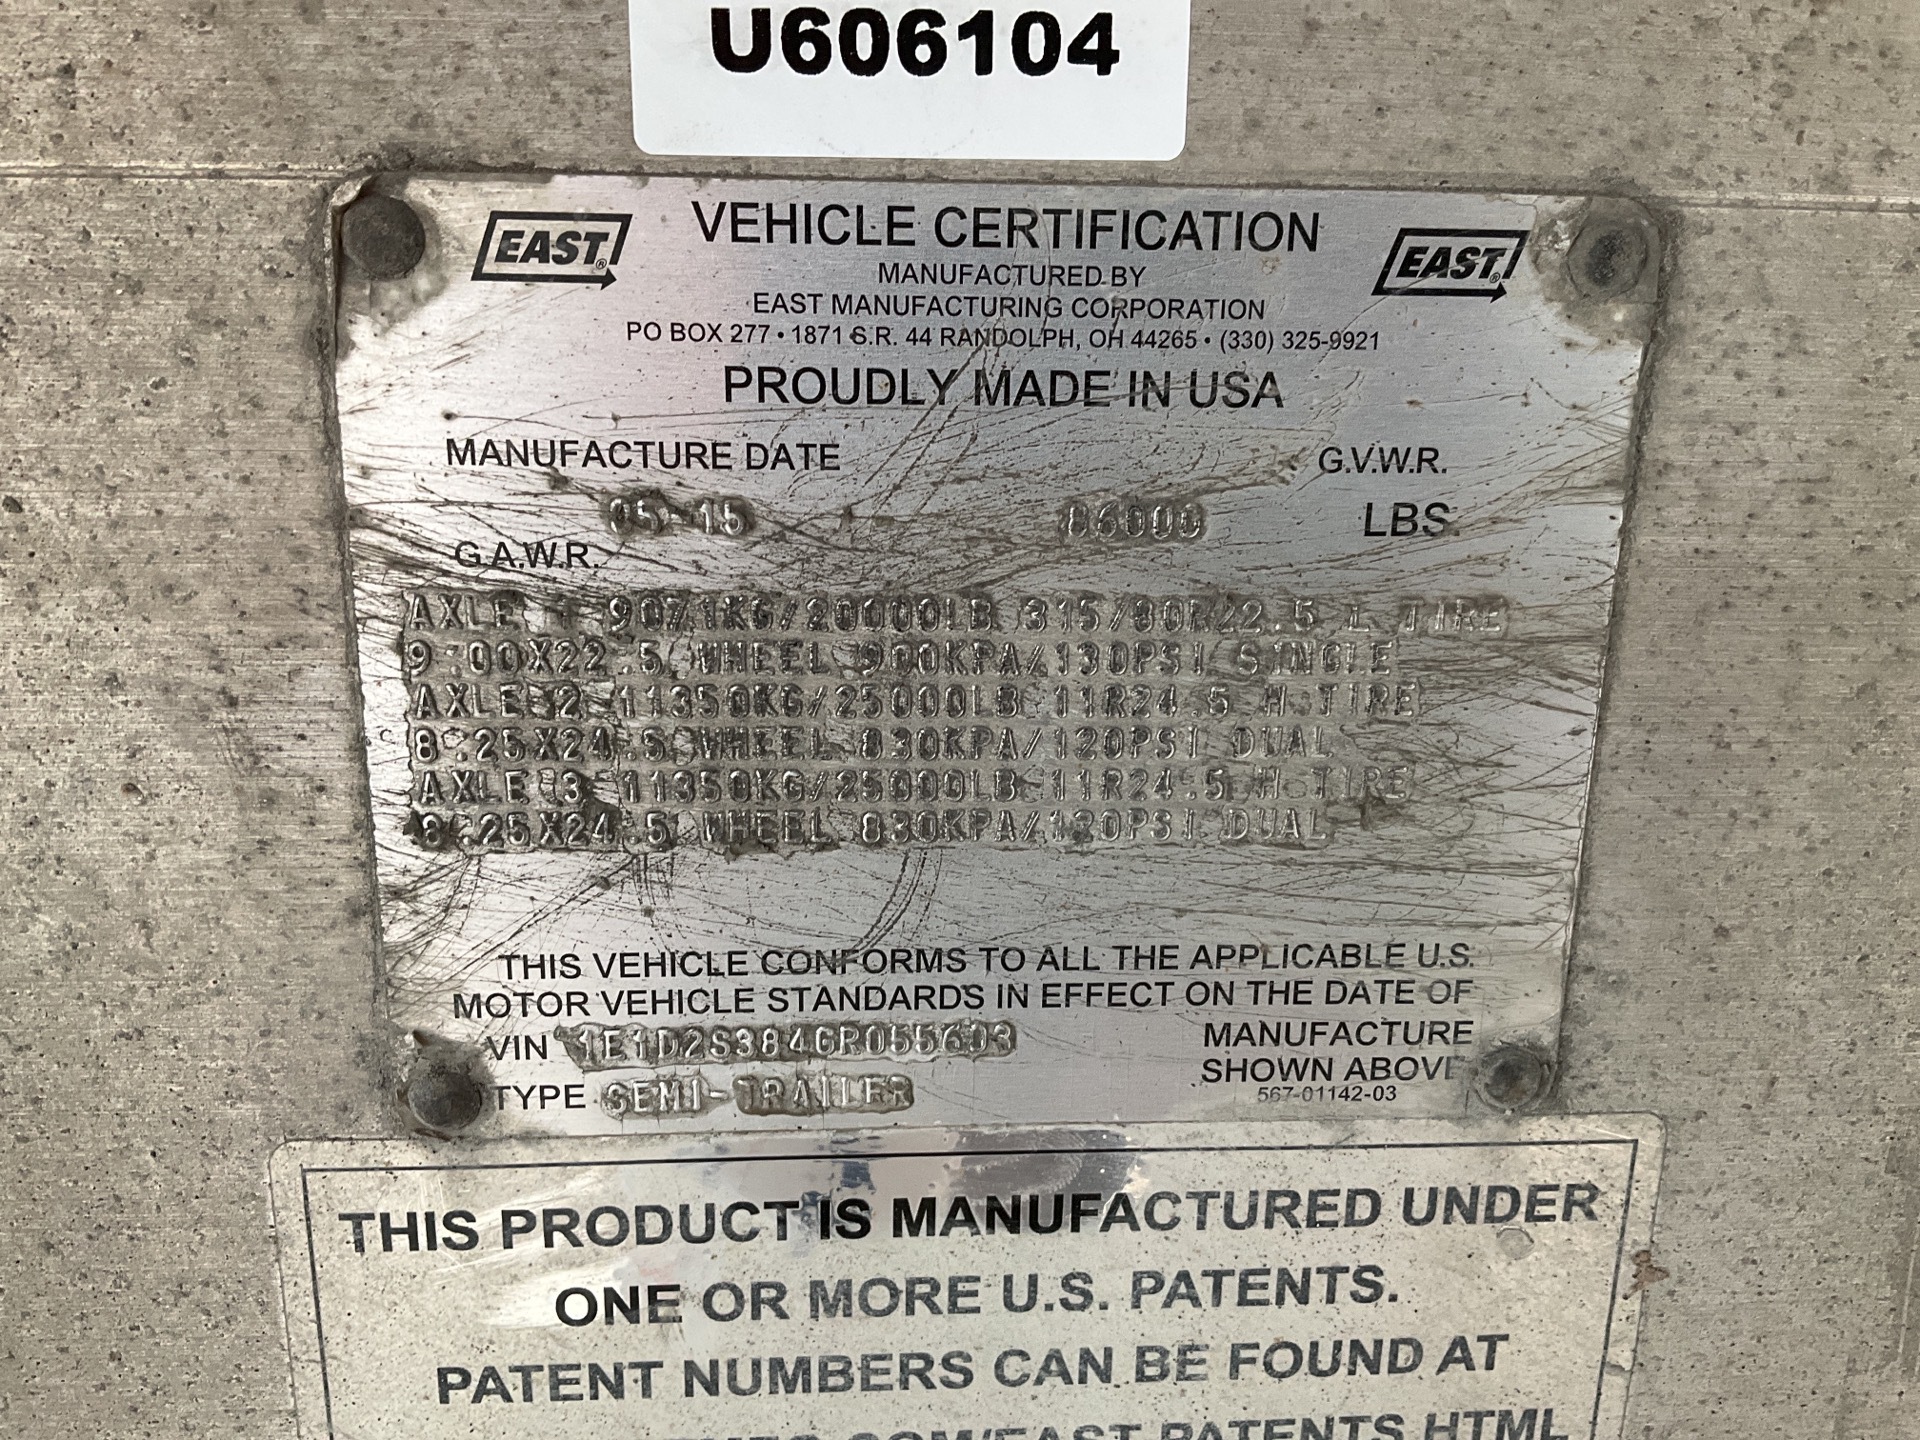 U606104
EAST® VEHICLE CERTIFICATION EAST®
MANUFACTURED BY
EAST MANUFACTURING CORPORATION
PO BOX 277 • 1871 S.R. 44 RANDOLPH, OH 44265 • (330) 325-9921
PROUDLY MADE IN USA
MANUFACTURE DATE G.V.W.R.
05-15 86000 LBS.
G.A.W.R.
AXLE 1 9071KG/20000LB 315/80R22.5 L TIRE
9.00X22.5 WHEEL 900KPA/130PSI SINGLE
AXLE 2 11350KG/25000LB 11R24.5 H TIRE
8.25X24.5 WHEEL 830KPA/120PSI DUAL
AXLE 3 11350KG/25000LB 11R24.5 H TIRE
8.25X24.5 WHEEL 830KPA/120PSI DUAL
THIS VEHICLE CONFORMS TO ALL THE APPLICABLE U.S.
MOTOR VEHICLE STANDARDS IN EFFECT ON THE DATE OF
VIN 1E1D2S384GR055603 MANUFACTURE
SHOWN ABOVE
TYPE SEMI-TRAILER 567-01142-03
THIS PRODUCT IS MANUFACTURED UNDER
ONE OR MORE U.S. PATENTS.
PATENT NUMBERS CAN BE FOUND AT
.COM/EAST PATENTS.HTML